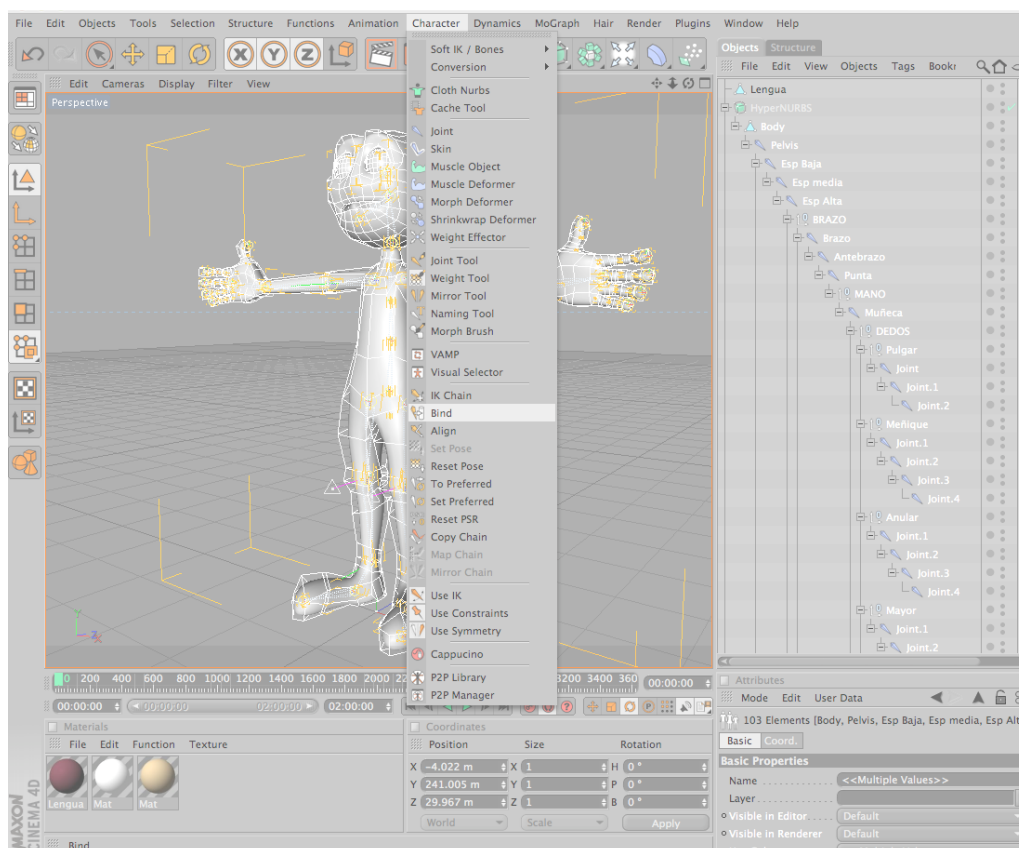 File Edit Objects Tools Selection Structure Functions Animation Character Dynamics MoGraph Hair Render Plugins Window Help
Objects Structure
File Edit View Objects Tags Bookr
Edit Cameras Display Filter View
Perspective
Soft IK / Bones
Conversion
Cloth Nurbs
Cache Tool
Joint
Skin
Muscle Object
Muscle Deformer
Morph Deformer
Shrinkwrap Deformer
Weight Effector
Joint Tool
Weight Tool
Mirror Tool
Naming Tool
Morph Brush
VAMP
Visual Selector
IK Chain
Bind
Align
Set Pose
Reset Pose
To Preferred
Set Preferred
Reset PSR
Copy Chain
Map Chain
Mirror Chain
Use IK
Use Constraints
Use Symmetry
Cappucino
P2P Library
P2P Manager
Lengua
HyperNURBS
Body
Pelvis
Esp Baja
Esp media
Esp Alta
BRAZO
Brazo
Antebrazo
Punta
MANO
Muñeca
DEDOS
Pulgar
Joint
Joint.1
Joint.2
Meñique
Joint.1
Joint.2
Joint.3
Joint.4
Anular
Joint.1
Joint.2
Joint.3
Joint.4
Mayor
Joint.1
Joint.2
Y
0 200 400 600 800 1000 1200 1400 1600 1800 2000 3200 3400 360 00:00:00
00:00:00 00:00:00 02:00:00 02:00:00
Materials
File Edit Function Texture
Lengua Mat Mat
Coordinates
Position Size Rotation
X -4.022 m X 1 H 0 °
Y 241.005 m Y 1 P 0 °
Z 29.967 m Z 1 B 0 °
World Scale Apply
Attributes
Mode Edit User Data
103 Elements [Body, Pelvis, Esp Baja, Esp media, Esp Alt
Basic Coord.
Basic Properties
Name <<Multiple Values>>
Layer
Visible in Editor Default
Visible in Renderer Default
MAXON
CINEMA 4D
Bind